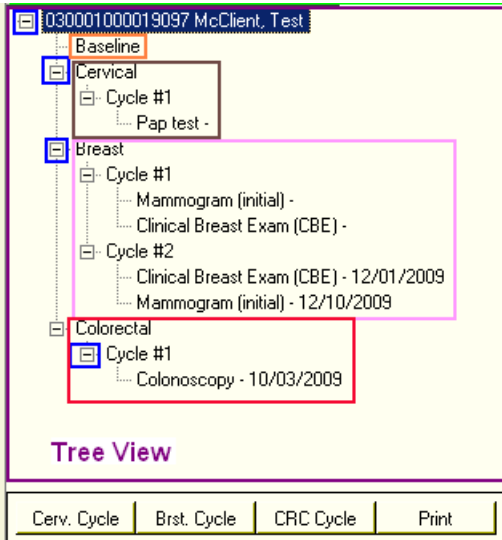 030001000019097 McClient, Test
Baseline
Cervical
Cycle #1
Pap test -
Breast
Cycle #1
Mammogram (initial) -
Clinical Breast Exam (CBE) -
Cycle #2
Clinical Breast Exam (CBE) - 12/01/2009
Mammogram (initial) - 12/10/2009
Colorectal
Cycle #1
Colonoscopy - 10/03/2009
Tree View
Cerv. Cycle Brst. Cycle CRC Cycle Print